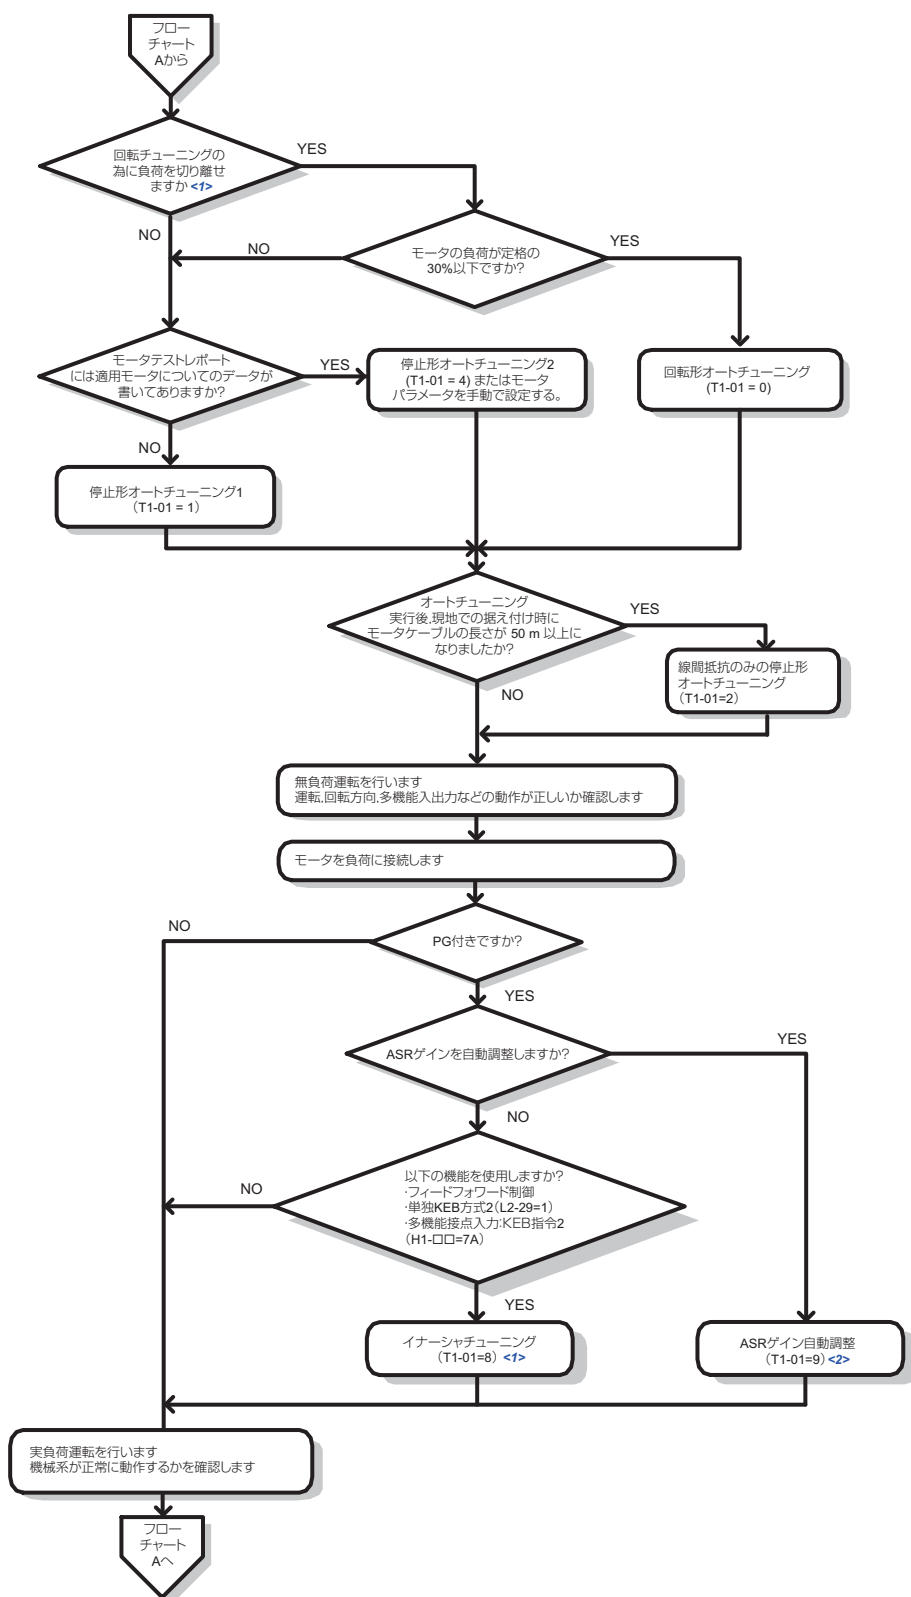 フロー
チャート
Aから
回転チューニングの
為に負荷を切り離せ
ますか <1>
YES
NO
モータの負荷が定格の
30%以下ですか?
NO
YES
モータテストレポート
には適用モータについてのデータが
書いてありますか?
YES
NO
停止形オートチューニング2
(T1-01 = 4) またはモータ
パラメータを手動で設定する。
回転形オートチューニング
(T1-01 = 0)
停止形オートチューニング1
(T1-01 = 1)
オートチューニング
実行後,現地での据え付け時に
モータケーブルの長さが 50 m 以上に
なりましたか?
YES
NO
線間抵抗のみの停止形
オートチューニング
(T1-01=2)
無負荷運転を行います
運転,回転方向,多機能入出力などの動作が正しいか確認します
モータを負荷に接続します
PG付きですか?
NO
YES
ASRゲインを自動調整しますか?
YES
NO
以下の機能を使用しますか?
・フィードフォワード制御
・単独KEB方式2(L2-29=1)
・多機能接点入力:KEB指令2
(H1-□□=7A)
NO
YES
イナーシャチューニング
(T1-01=8) <1>
ASRゲイン自動調整
(T1-01=9) <2>
実負荷運転を行います
機械系が正常に動作するかを確認します
フロー
チャート
Aへ